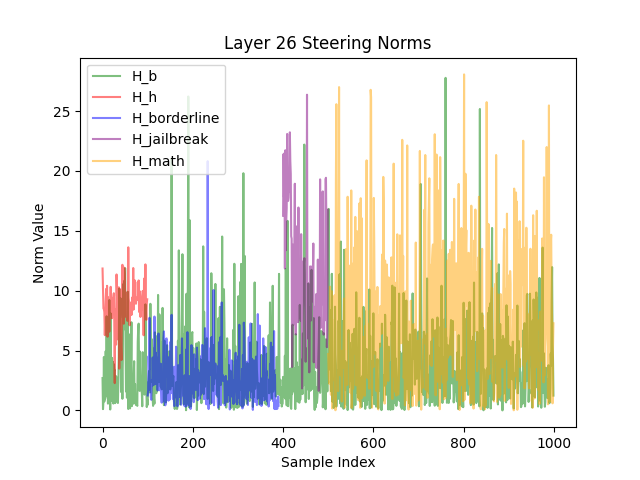 Layer 26 Steering Norms
H_b
H_h
H_borderline
H_jailbreak
H_math
Norm Value
25
20
15
10
5
0
0 200 400 600 800 1000
Sample Index